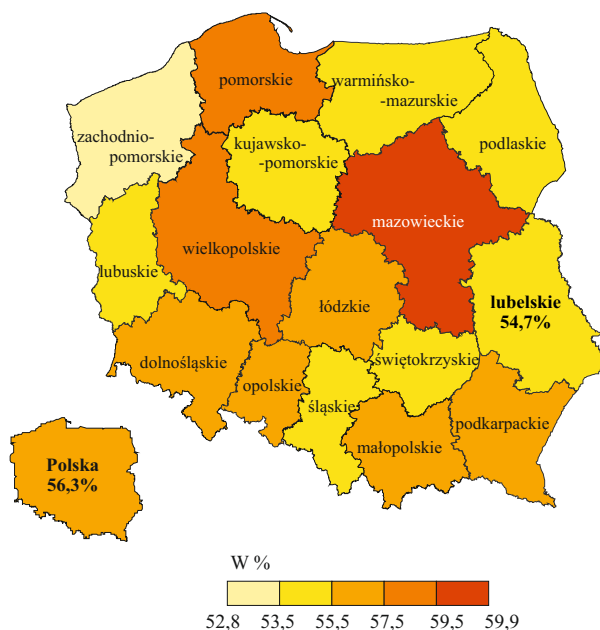 pomorskie
warmińsko-
-mazurskie
zachodnio-
pomorskie
kujawsko-
-pomorskie
podlaskie
mazowieckie
wielkopolskie
lubuskie
łódzkie
lubelskie
54,7%
dolnośląskie
świętokrzyskie
opolskie
śląskie
podkarpackie
małopolskie
Polska
56,3%
W %
52,8 53,5 55,5 57,5 59,5 59,9